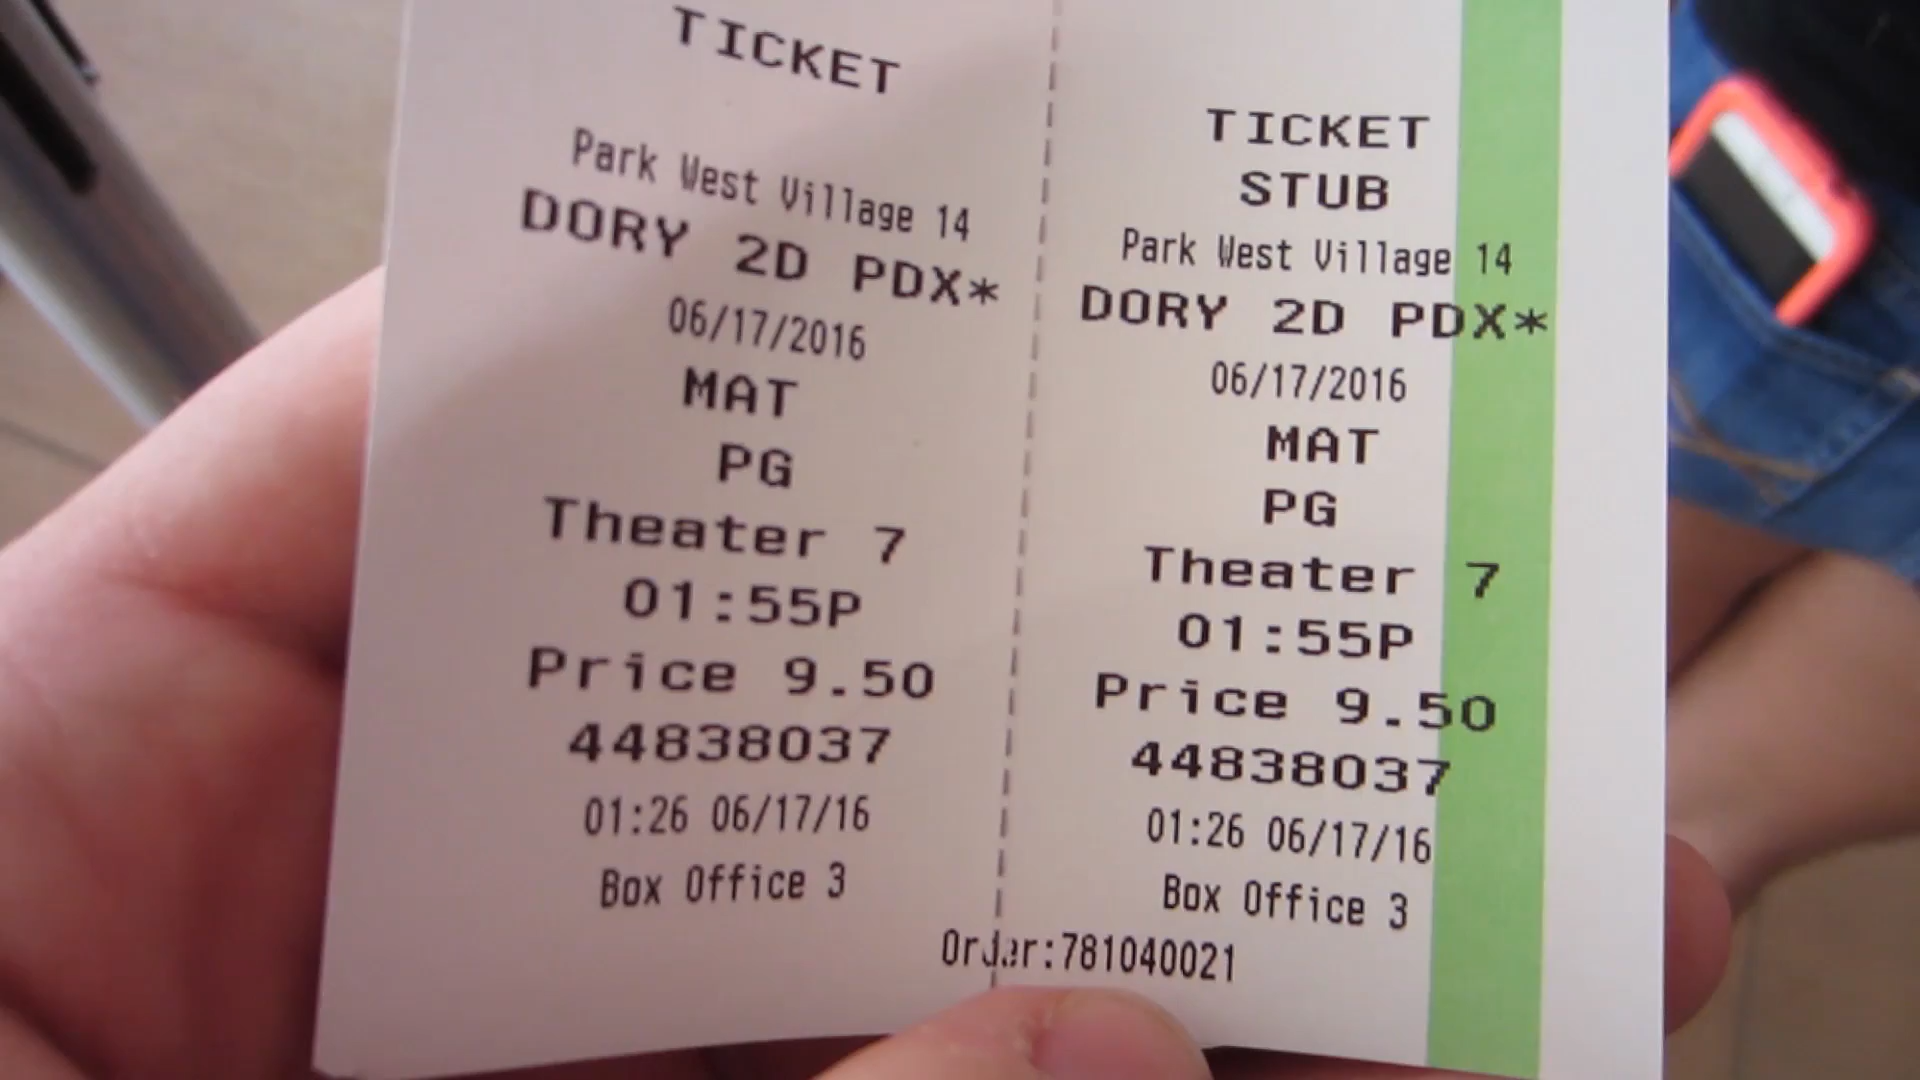 TICKET
Park West Village 14
DORY 2D PDX*
06/17/2016
MAT
PG
Theater 7
01:55P
Price 9.50
44838037
01:26 06/17/16
Box Office 3
TICKET
STUB
Park West Village 14
DORY 2D PDX*
06/17/2016
MAT
PG
Theater 7
01:55P
Price 9.50
44838037
01:26 06/17/16
Box Office 3
Order:781040021